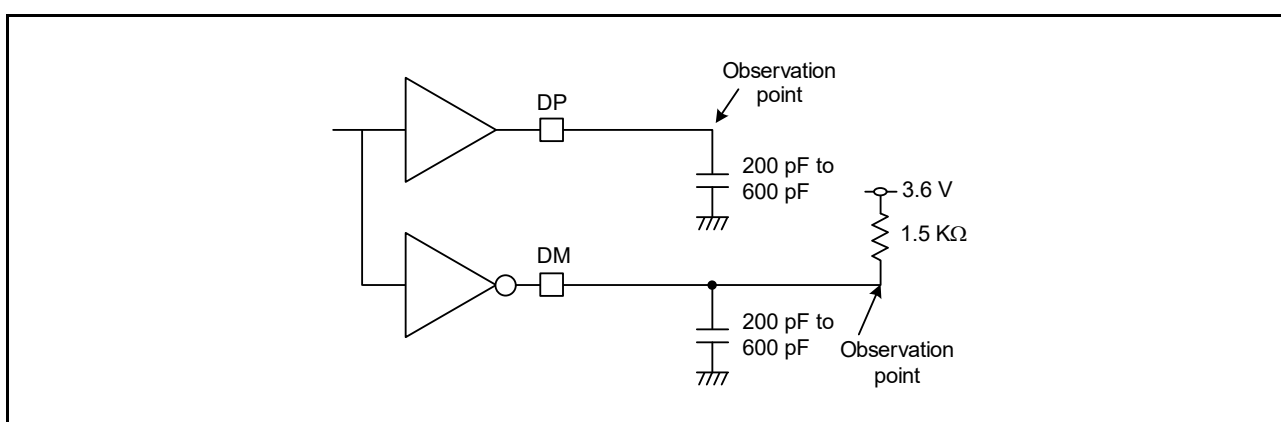 Observation
point
DP
200 pF to
600 pF
3.6 V
1.5 KΩ
DM
200 pF to
600 pF
Observation
point